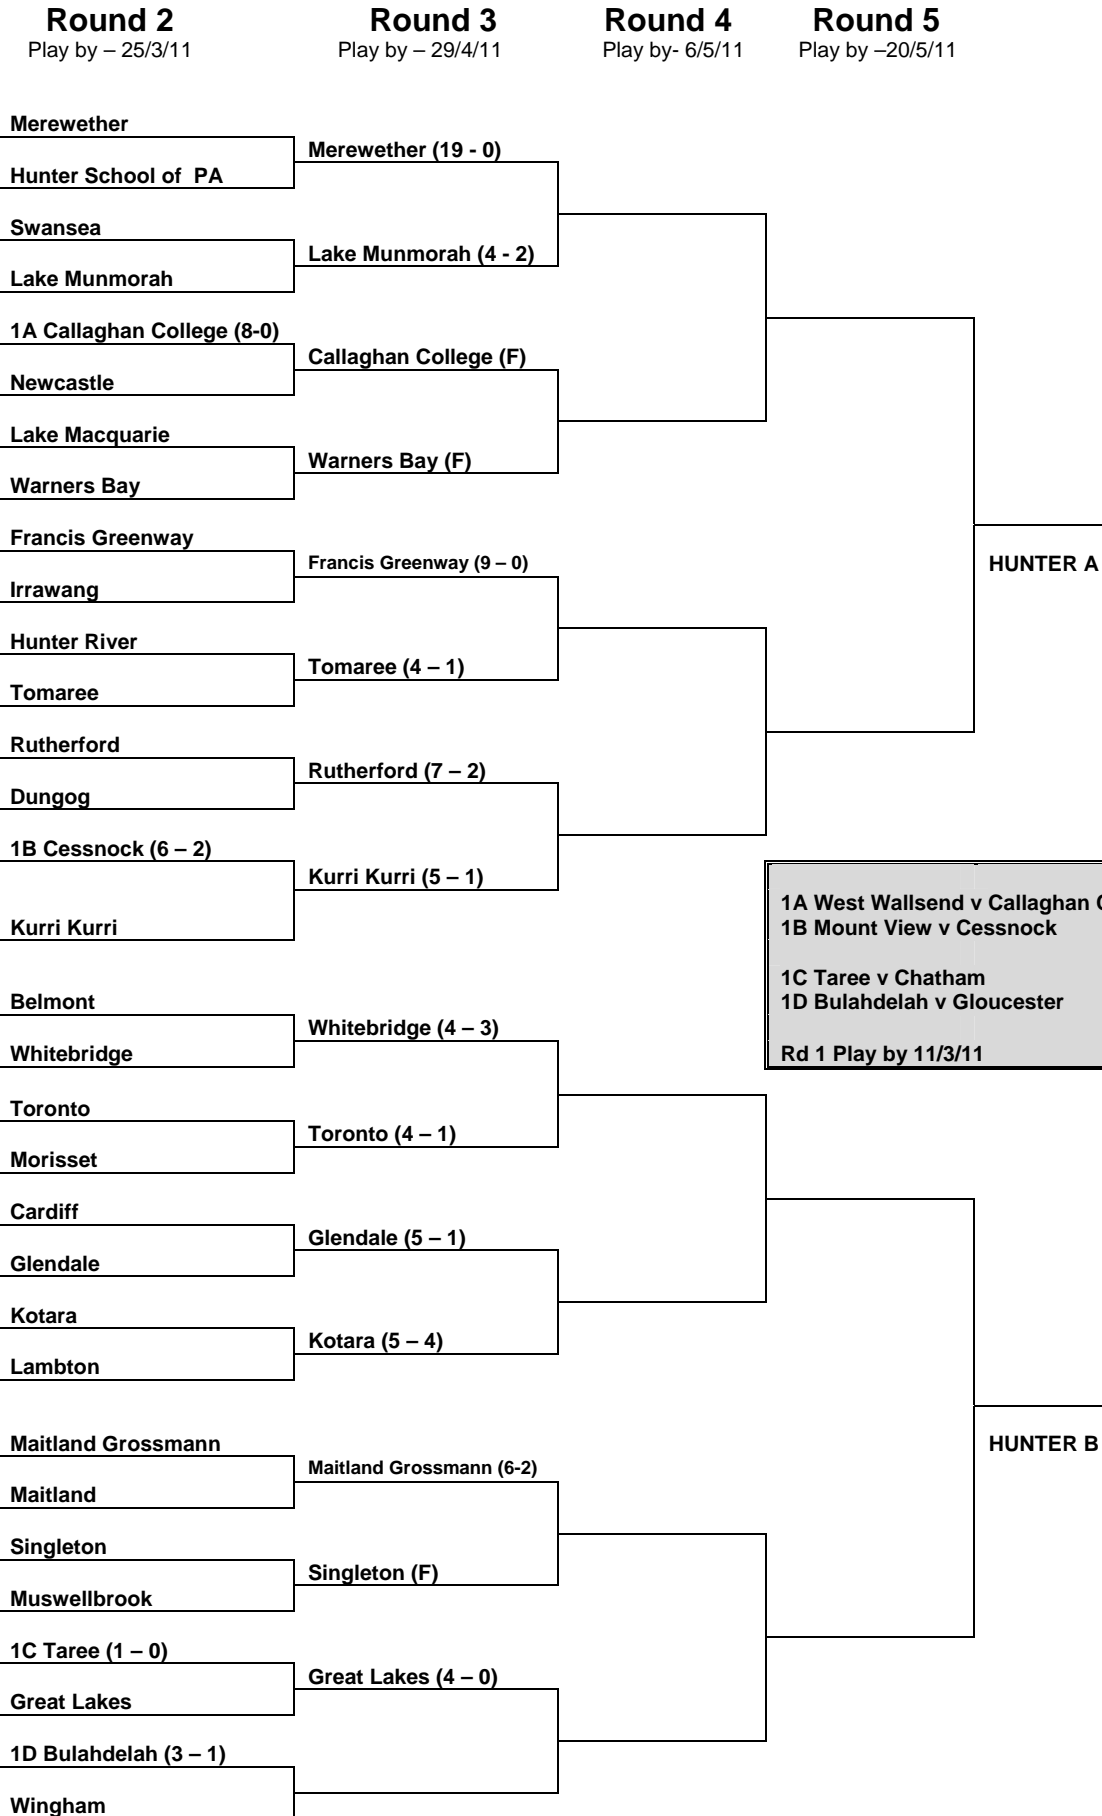 Round 2 Round 3 Round 4 Round 5
Play by – 25/3/11 Play by – 29/4/11 Play by- 6/5/11 Play by –20/5/11
Merewether
Merewether (19 - 0)
Hunter School of PA
Swansea
Lake Munmorah (4 - 2)
Lake Munmorah
1A Callaghan College (8-0)
Callaghan College (F)
Newcastle
Lake Macquarie
Warners Bay (F)
Warners Bay
Francis Greenway
Francis Greenway (9 – 0)
HUNTER A
Irrawang
Hunter River
Tomaree (4 – 1)
Tomaree
Rutherford
Rutherford (7 – 2)
Dungog
1B Cessnock (6 – 2)
Kurri Kurri (5 – 1)
Kurri Kurri
1A West Wallsend v Callaghan
1B Mount View v Cessnock
1C Taree v Chatham
1D Bulahdelah v Gloucester
Rd 1 Play by 11/3/11
Belmont
Whitebridge (4 – 3)
Whitebridge
Toronto
Toronto (4 – 1)
Morisset
Cardiff
Glendale (5 – 1)
Glendale
Kotara
Kotara (5 – 4)
Lambton
Maitland Grossmann
HUNTER B
Maitland Grossmann (6-2)
Maitland
Singleton
Singleton (F)
Muswellbrook
1C Taree (1 – 0)
Great Lakes (4 – 0)
Great Lakes
1D Bulahdelah (3 – 1)
Wingham